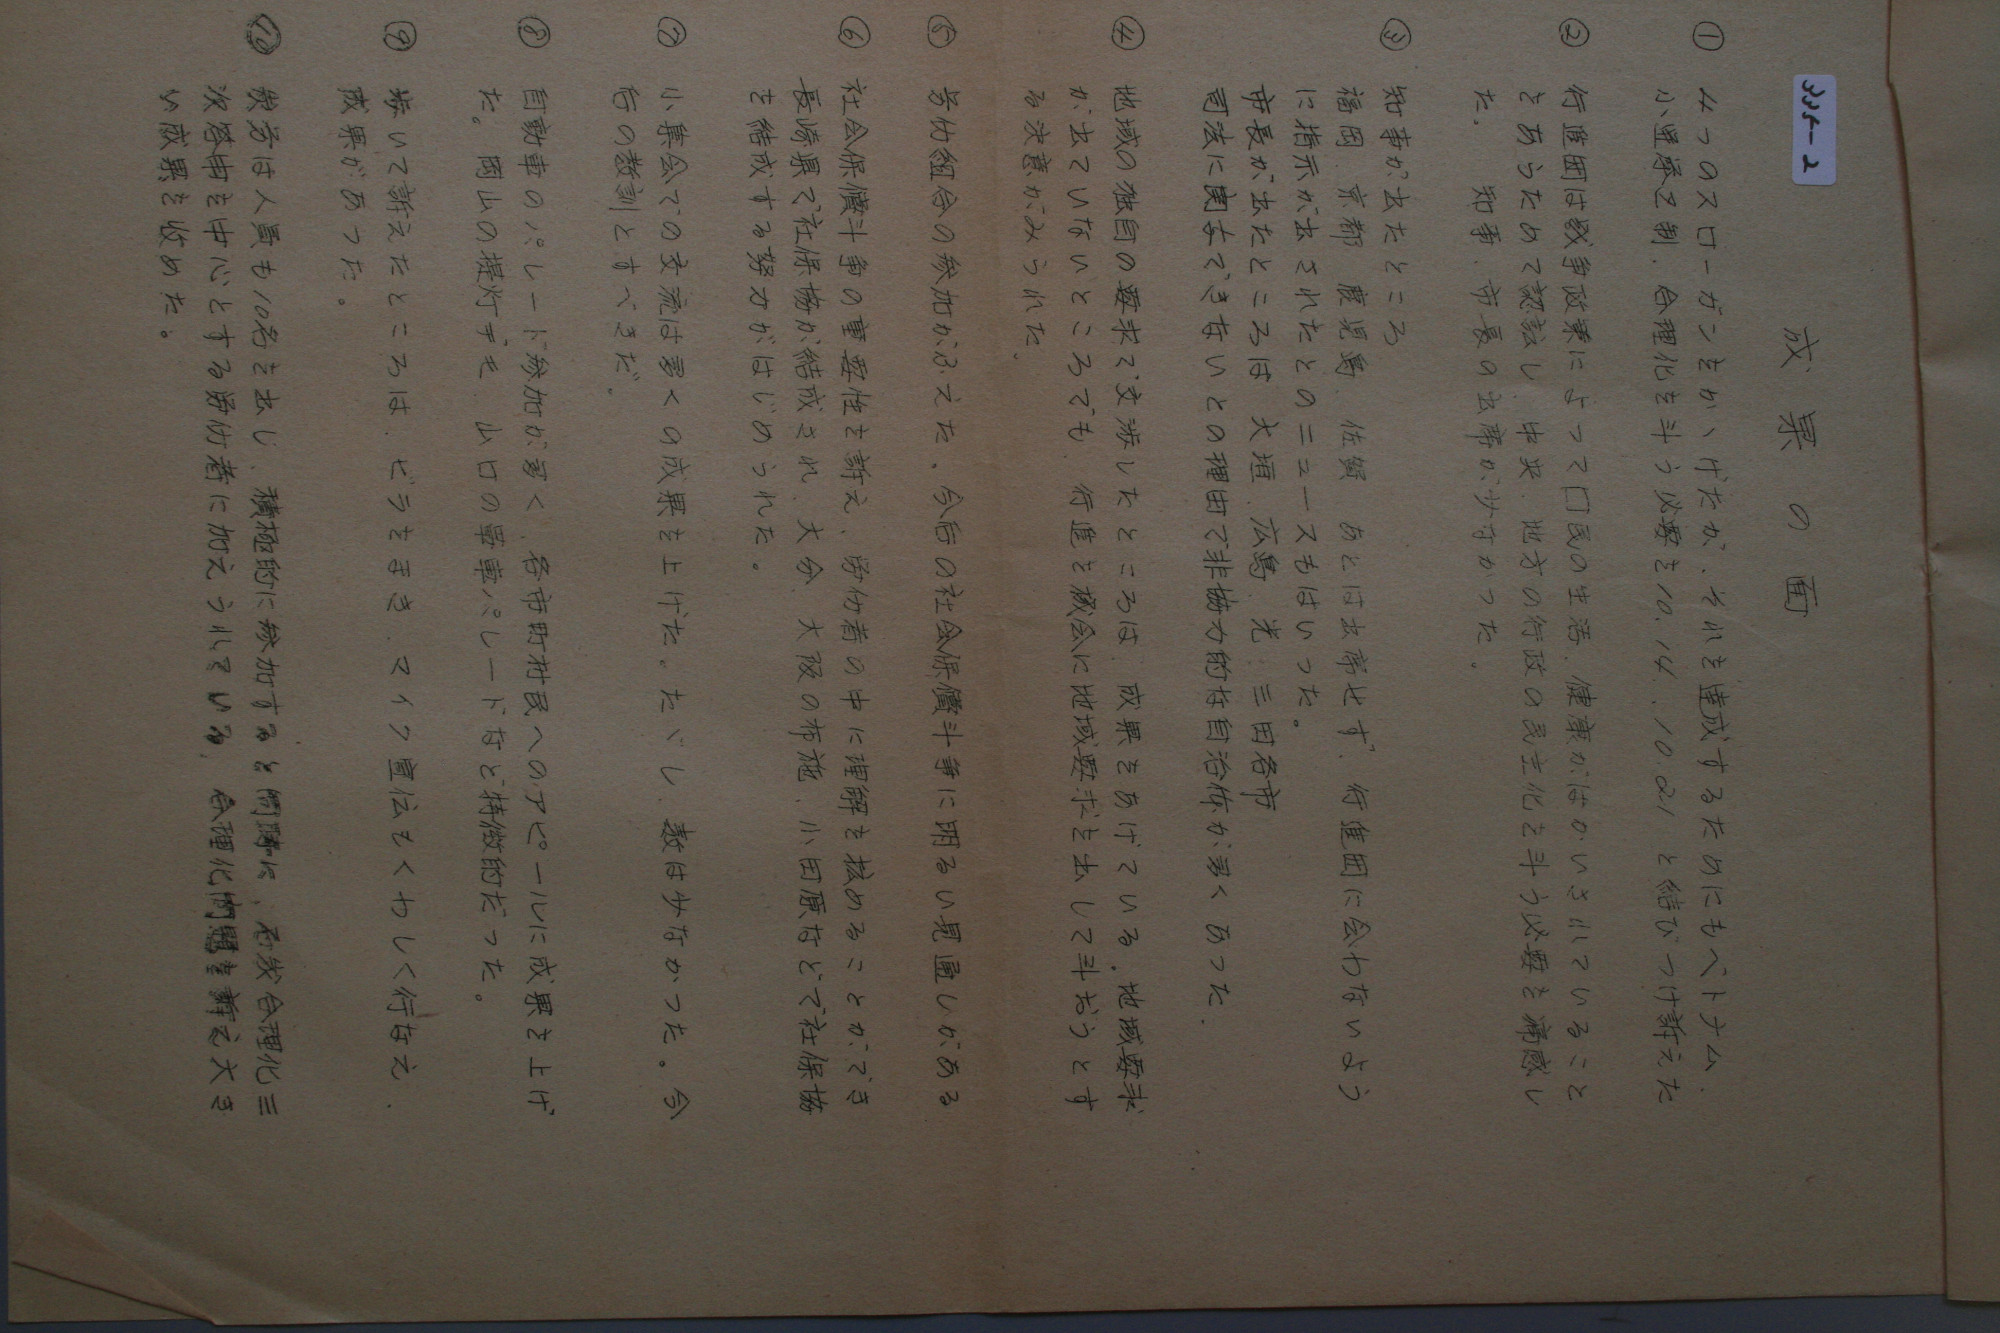 335-2
成果の面
① 4つのスローガンをかゝげたが、それを達成するためにもベトナム、
小選挙区制、合理化を斗う必要を10.14、10.21 と結びつけ訴えた
② 行進団は戦争政策によって囗民の生活、健康がはかいされていること
をあらためて認識し、中央、地方の行政の民主化を斗う必要を痛感し
た。 知事、市長の出席が少すかった。
③ 知事が出たところ
福岡、京都 鹿児島、佐賀 あとは出席せず、行進団に会わないよう
に指示が出されたとのニュースもはいった。
市長が出たところは 大垣、広島、光、三田各市
司法に関与できないとの理由で非協力的な自治体が多くあった。
④ 地域の独自の要求で交渉したところは、成果をあげている。地域要求
が出ていないところでも、行進を機会に地域要求を出して斗おうとす
る決意がみられた。
⑤ 労仂組合の参加がふえた。今后の社会保償斗争に明るい見通しがある
⑥ 社会保償斗争の重要性を訴え、労仂者の中に理解を拡めることができ
長崎県で社保協が結成され、大分、大阪の布施、小田原などで社保協
を結成する努力がはじめられた。
⑦ 小集会での交流は多くの成果を上げた。たゞし、数は少なかった。今
后の教訓とすべきだ。
⑧ 自動車のパレード参加が多く、各市町村民へのアピールに成果を上げ
た。岡山の提灯デモ、山口の単車パレードなど特徴的だった。
⑨ 歩いて訴えたところは、ビラをまき、マイク宣伝もくわしく行なえ、
成果があった。
⑩ 炭労は人員も10名を出し、積極的に参加すると同時に、石炭合理化三
次答申を中心とする労仂者に加えられている、合理化問題を訴え大き
い成果を収めた。